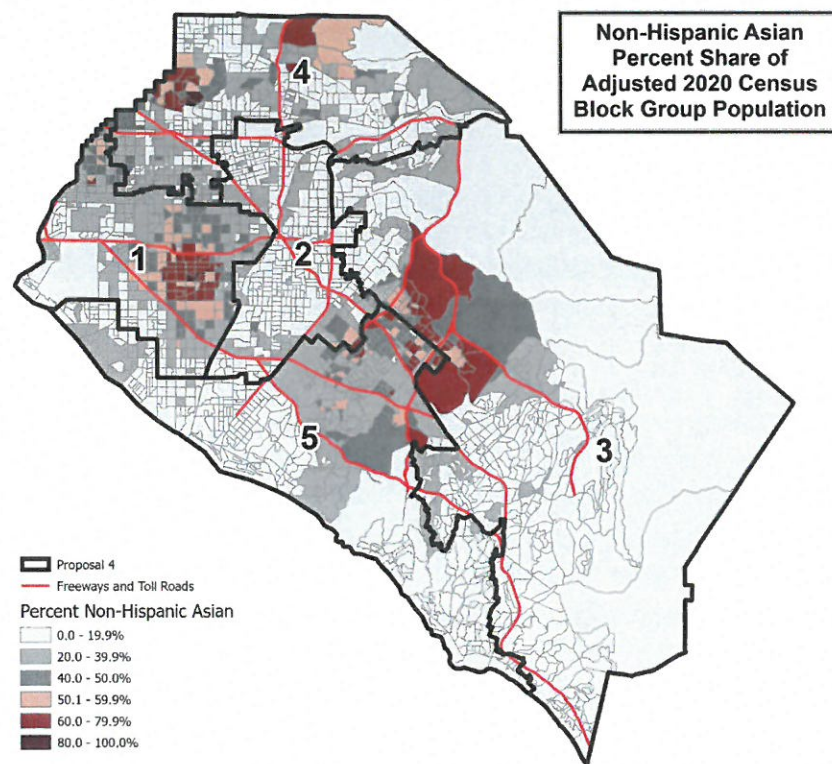 Non-Hispanic Asian
Percent Share of
Adjusted 2020 Census
Block Group Population
4
1
2
5
3
Proposal 4
Freeways and Toll Roads
Percent Non-Hispanic Asian
0.0 - 19.9%
20.0 - 39.9%
40.0 - 50.0%
50.1 - 59.9%
60.0 - 79.9%
80.0 - 100.0%